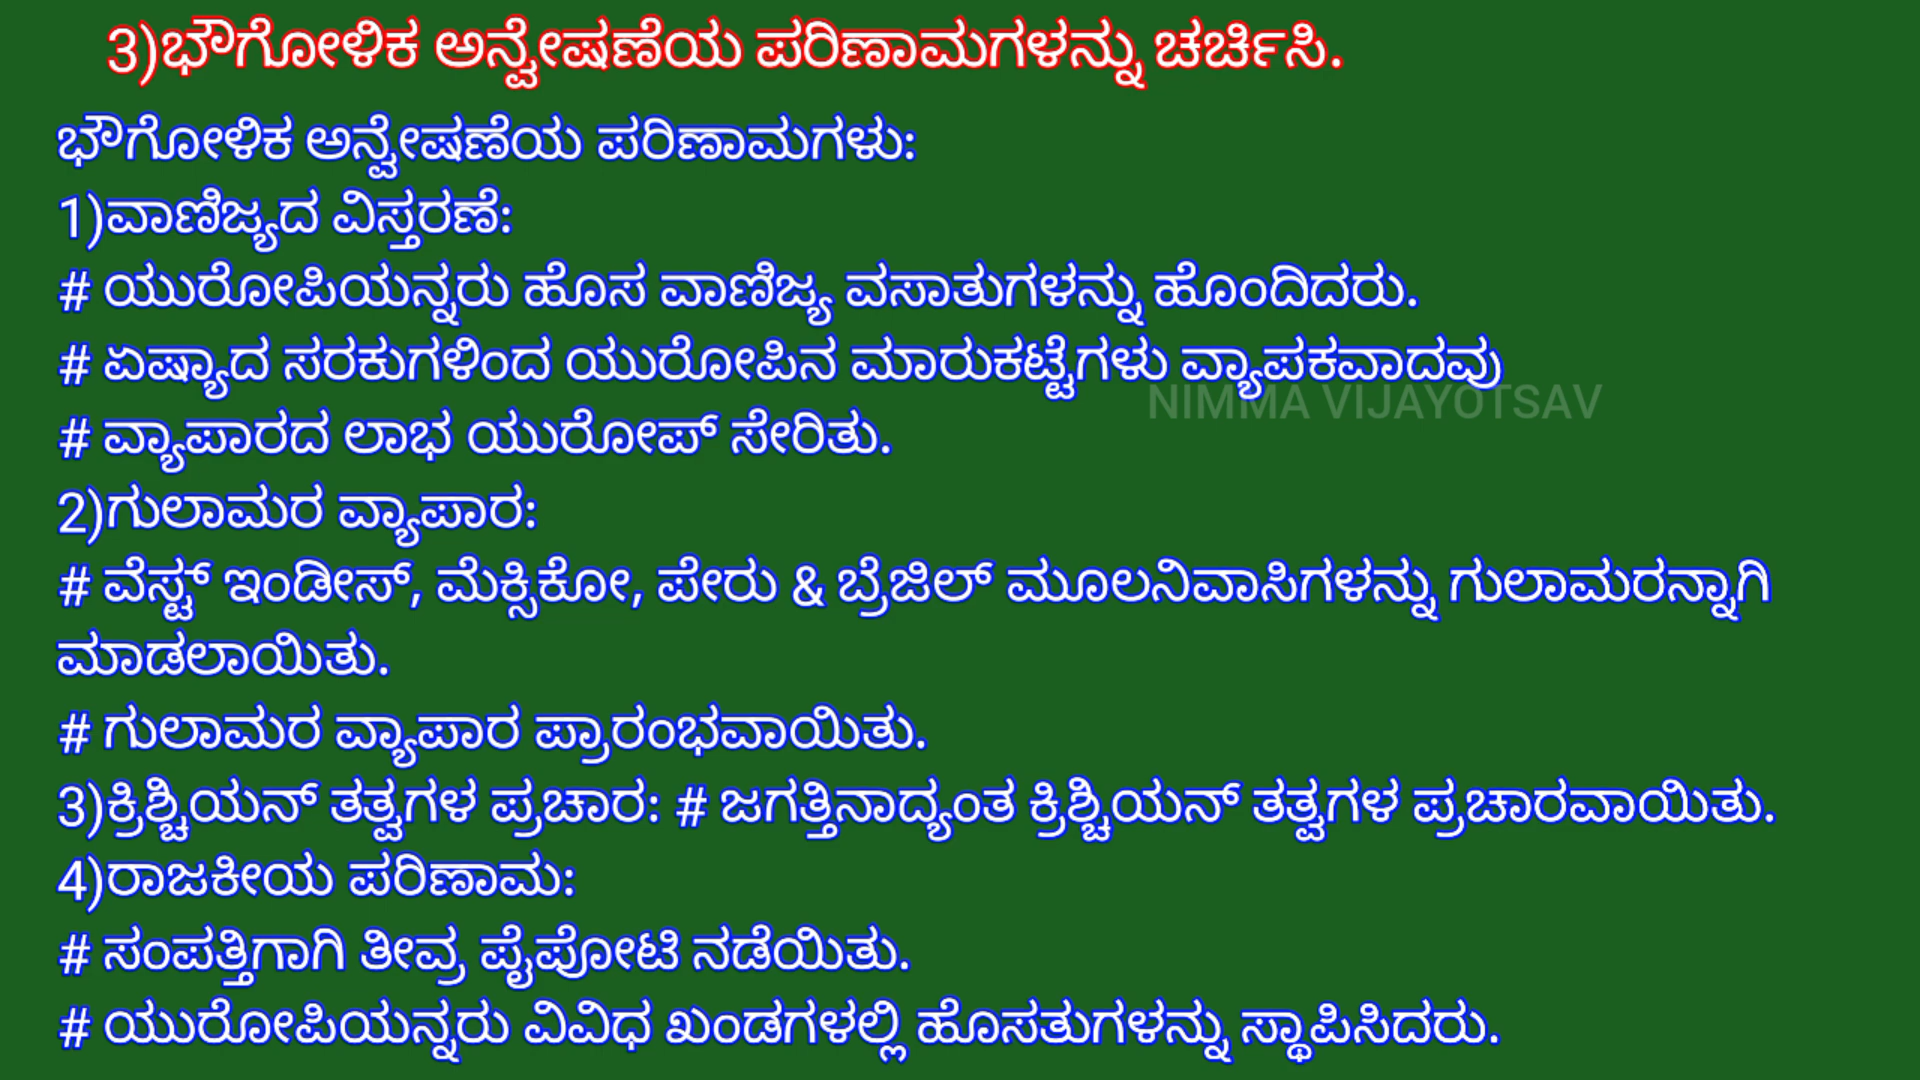 3)ಭೌಗೋಳಿಕ ಅನ್ವೇಷಣೆಯ ಪರಿಣಾಮಗಳನ್ನು ಚರ್ಚಿಸಿ.
ಭೌಗೋಳಿಕ ಅನ್ವೇಷಣೆಯ ಪರಿಣಾಮಗಳು:
1)ವಾಣಿಜ್ಯದ ವಿಸ್ತರಣೆ:
# ಯುರೋಪಿಯನ್ನರು ಹೊಸ ವಾಣಿಜ್ಯ ವಸಾತುಗಳನ್ನು ಹೊಂದಿದರು.
# ಏಷ್ಯಾದ ಸರಕುಗಳಿಂದ ಯುರೋಪಿನ ಮಾರುಕಟ್ಟೆಗಳು ವ್ಯಾಪಕವಾದವು
NIMMA VIJAYOTSAV
# ವ್ಯಾಪಾರದ ಲಾಭ ಯುರೋಪ್ ಸೇರಿತು.
2)ಗುಲಾಮರ ವ್ಯಾಪಾರ:
# ವೆಸ್ಟ್ ಇಂಡೀಸ್, ಮೆಕ್ಸಿಕೋ, ಪೇರು & ಬ್ರೆಜಿಲ್ ಮೂಲನಿವಾಸಿಗಳನ್ನು ಗುಲಾಮರನ್ನಾಗಿ
ಮಾಡಲಾಯಿತು.
# ಗುಲಾಮರ ವ್ಯಾಪಾರ ಪ್ರಾರಂಭವಾಯಿತು.
3)ಕ್ರಿಶ್ಚಿಯನ್ ತತ್ವಗಳ ಪ್ರಚಾರ: # ಜಗತ್ತಿನಾದ್ಯಂತ ಕ್ರಿಶ್ಚಿಯನ್ ತತ್ವಗಳ ಪ್ರಚಾರವಾಯಿತು.
4)ರಾಜಕೀಯ ಪರಿಣಾಮ:
# ಸಂಪತ್ತಿಗಾಗಿ ತೀವ್ರ ಪೈಪೋಟಿ ನಡೆಯಿತು.
# ಯುರೋಪಿಯನ್ನರು ವಿವಿಧ ಖಂಡಗಳಲ್ಲಿ ಹೊಸತುಗಳನ್ನು ಸ್ಥಾಪಿಸಿದರು.